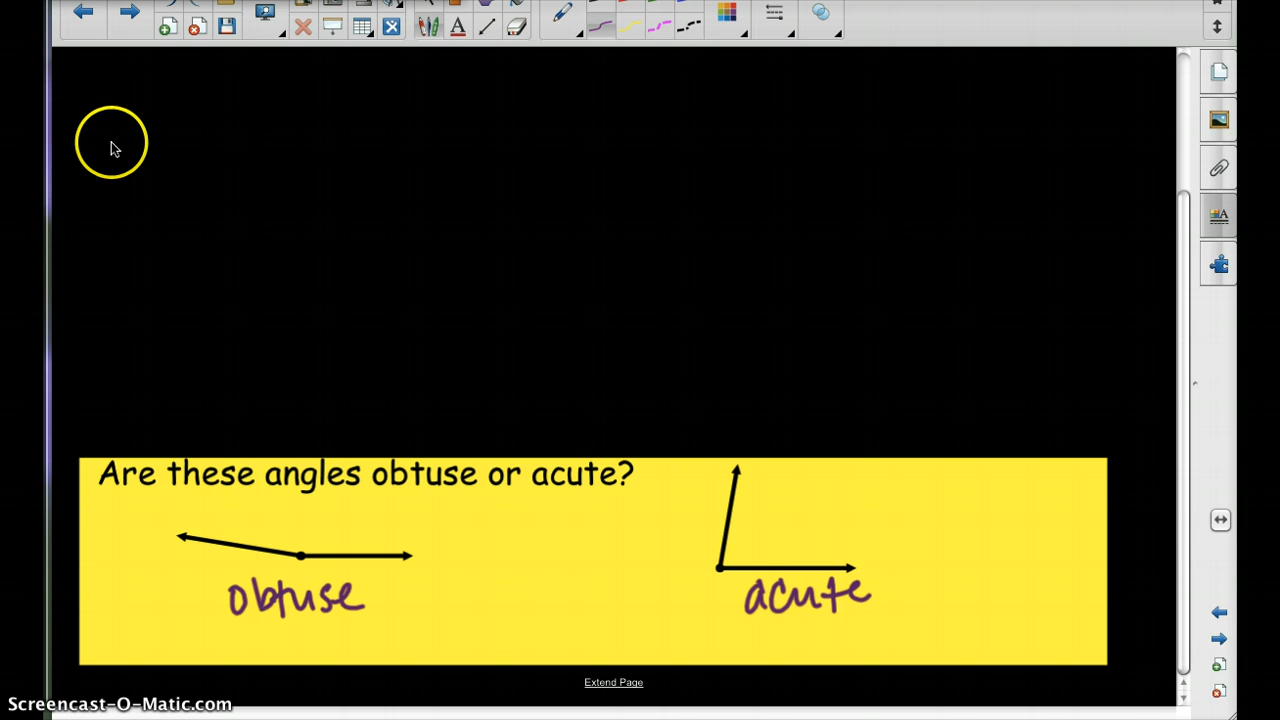 Are these angles obtuse or acute?
obtuse
acute
Extend Page
Screencast-O-Matic.com